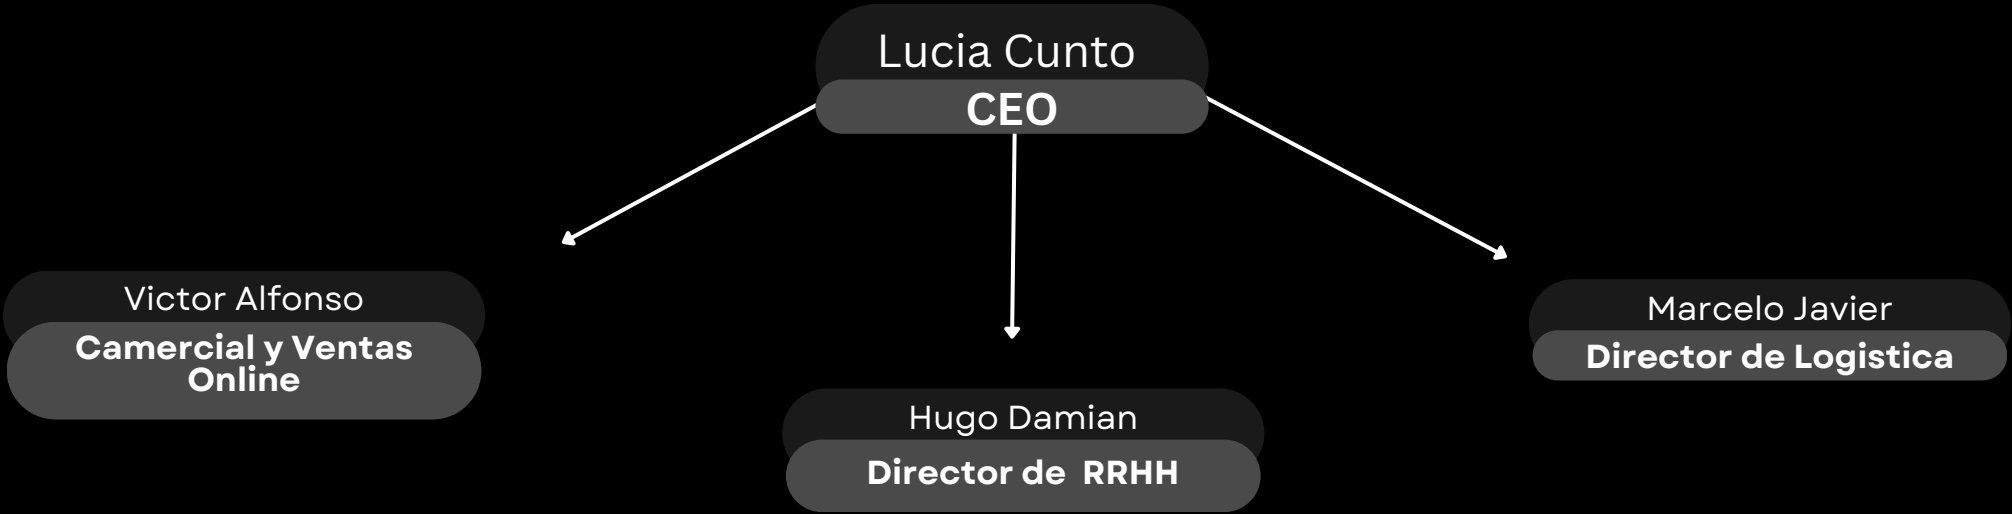 Lucia Cunto
CEO
Victor Alfonso
Camercial y Ventas
Online
Marcelo Javier
Director de Logistica
Hugo Damian
Director de RRHH